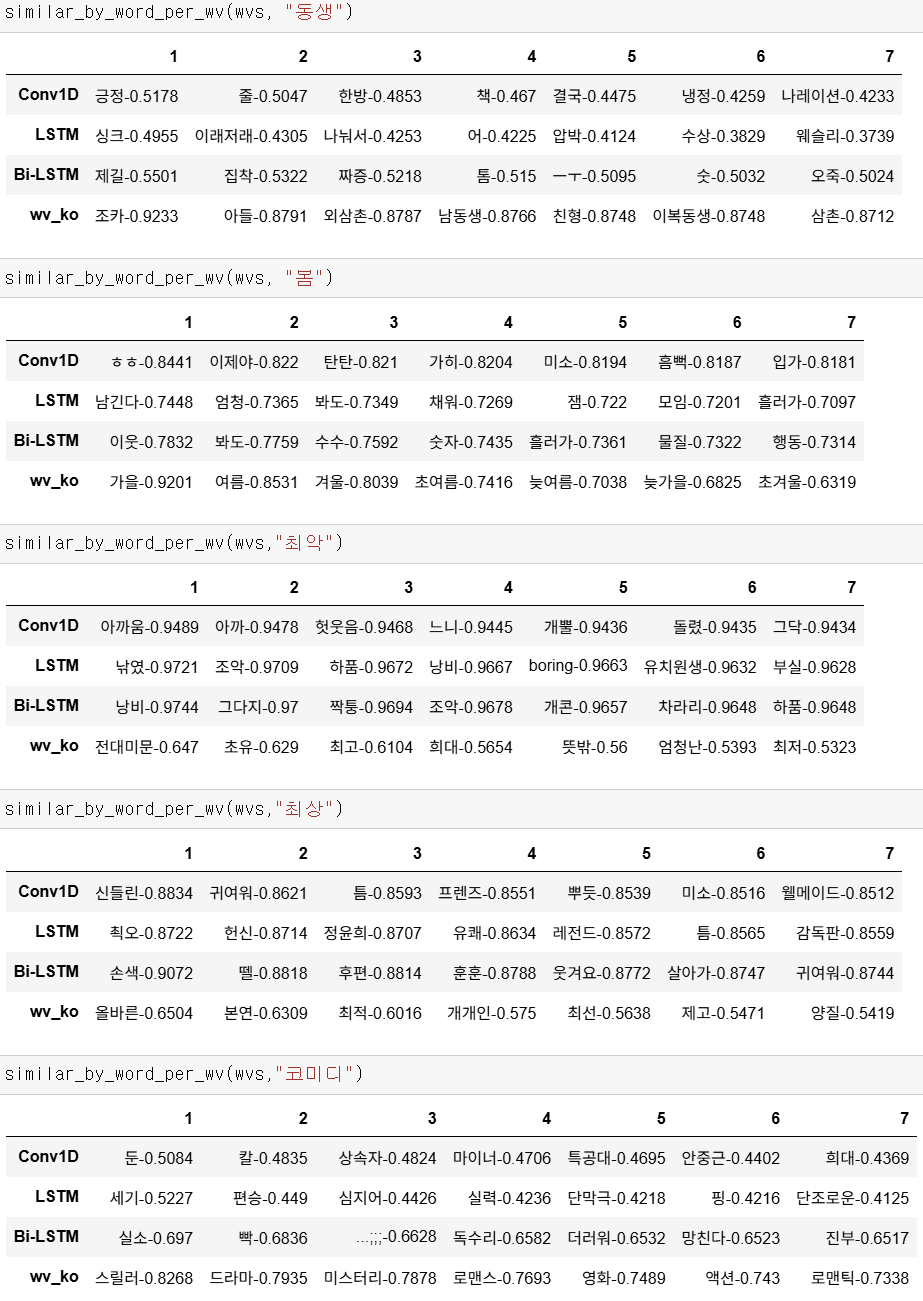 similar_by_word_per_wv(wvs, "동생")
1 2 3 4 5 6 7
Conv1D 긍정-0.5178 줄-0.5047 한방-0.4853 책-0.467 결국-0.4475 냉정-0.4259 나레이션-0.4233
LSTM 싱크-0.4955 이래저래-0.4305 나눠서-0.4253 어-0.4225 압박-0.4124 수상-0.3829 웨슬리-0.3739
Bi-LSTM 제길-0.5501 집착-0.5322 짜증-0.5218 톰-0.515 ㅡㅜ-0.5095 숫-0.5032 오죽-0.5024
wv_ko 조카-0.9233 아들-0.8791 외삼촌-0.8787 남동생-0.8766 친형-0.8748 이복동생-0.8748 삼촌-0.8712
similar_by_word_per_wv(wvs, "봄")
1 2 3 4 5 6 7
Conv1D ㅎㅎ-0.8441 이제야-0.822 탄탄-0.821 가히-0.8204 미소-0.8194 흠뻑-0.8187 입가-0.8181
LSTM 남긴다-0.7448 엄청-0.7365 봐도-0.7349 채워-0.7269 잼-0.722 모임-0.7201 흘러가-0.7097
Bi-LSTM 이웃-0.7832 봐도-0.7759 수수-0.7592 숫자-0.7435 흘러가-0.7361 물질-0.7322 행동-0.7314
wv_ko 가을-0.9201 여름-0.8531 겨울-0.8039 초여름-0.7416 늦여름-0.7038 늦가을-0.6825 초겨울-0.6319
similar_by_word_per_wv(wvs,"최악")
1 2 3 4 5 6 7
Conv1D 아까움-0.9489 아까-0.9478 헛웃음-0.9468 느니-0.9445 개뿔-0.9436 돌렸-0.9435 그닥-0.9434
LSTM 낚였-0.9721 조악-0.9709 하품-0.9672 낭비-0.9667 boring-0.9663 유치원생-0.9632 부실-0.9628
Bi-LSTM 낭비-0.9744 그다지-0.97 짝퉁-0.9694 조악-0.9678 개콘-0.9657 차라리-0.9648 하품-0.9648
wv_ko 전대미문-0.647 초유-0.629 최고-0.6104 희대-0.5654 뜻밖-0.56 엄청난-0.5393 최저-0.5323
similar_by_word_per_wv(wvs,"최상")
1 2 3 4 5 6 7
Conv1D 신들린-0.8834 귀여워-0.8621 틈-0.8593 프렌즈-0.8551 뿌듯-0.8539 미소-0.8516 웰메이드-0.8512
LSTM 쵝오-0.8722 헌신-0.8714 정윤희-0.8707 유쾌-0.8634 레전드-0.8572 틈-0.8565 감독판-0.8559
Bi-LSTM 손색-0.9072 뗄-0.8818 후편-0.8814 훈훈-0.8788 웃겨요-0.8772 살아가-0.8747 귀여워-0.8744
wv_ko 올바른-0.6504 본연-0.6309 최적-0.6016 개개인-0.575 최선-0.5638 제고-0.5471 양질-0.5419
similar_by_word_per_wv(wvs,"코미디")
1 2 3 4 5 6 7
Conv1D 둔-0.5084 칼-0.4835 상속자-0.4824 마이너-0.4706 특공대-0.4695 안중근-0.4402 희대-0.4369
LSTM 세기-0.5227 편승-0.449 심지어-0.4426 실력-0.4236 단막극-0.4218 핑-0.4216 단조로운-0.4125
Bi-LSTM 실소-0.697 빡-0.6836 ...;;;-0.6628 독수리-0.6582 더러워-0.6532 망친다-0.6523 진부-0.6517
wv_ko 스릴러-0.8268 드라마-0.7935 미스터리-0.7878 로맨스-0.7693 영화-0.7489 액션-0.743 로맨틱-0.7338